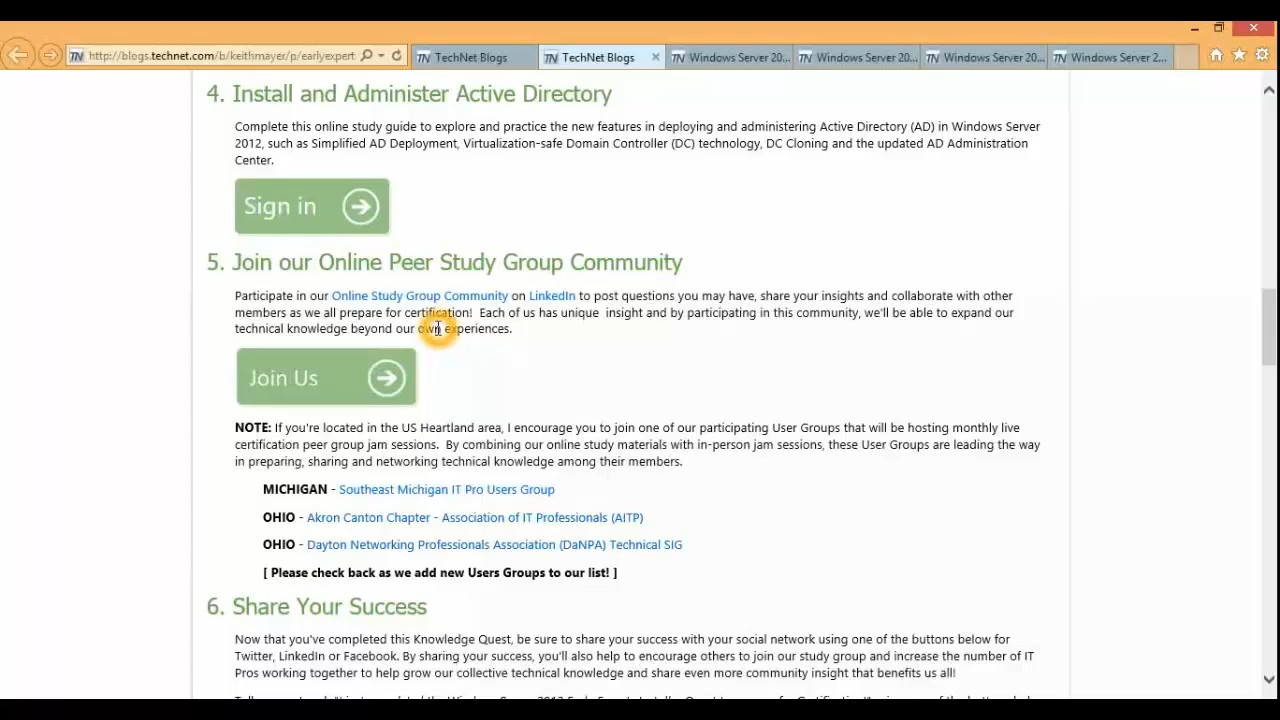 http://blogs.technet.com/b/keithmayer/p/earlyexpert
TechNet Blogs
TechNet Blogs
Windows Server 20...
Windows Server 20...
Windows Server 20...
Windows Server 2...
4. Install and Administer Active Directory
Complete this online study guide to explore and practice the new features in deploying and administering Active Directory (AD) in Windows Server
2012, such as Simplified AD Deployment, Virtualization-safe Domain Controller (DC) technology, DC Cloning and the updated AD Administration
Center.
Sign in
5. Join our Online Peer Study Group Community
Participate in our Online Study Group Community on LinkedIn to post questions you may have, share your insights and collaborate with other
members as we all prepare for certification! Each of us has unique insight and by participating in this community, we'll be able to expand our
technical knowledge beyond our own experiences.
Join Us
NOTE: If you're located in the US Heartland area, I encourage you to join one of our participating User Groups that will be hosting monthly live
certification peer group jam sessions. By combining our online study materials with in-person jam sessions, these User Groups are leading the way
in preparing, sharing and networking technical knowledge among their members.
MICHIGAN - Southeast Michigan IT Pro Users Group
OHIO - Akron Canton Chapter - Association of IT Professionals (AITP)
OHIO - Dayton Networking Professionals Association (DaNPA) Technical SIG
[ Please check back as we add new Users Groups to our list! ]
6. Share Your Success
Now that you've completed this Knowledge Quest, be sure to share your success with your social network using one of the buttons below for
Twitter, LinkedIn or Facebook. By sharing your success, you'll also help to encourage others to join our study group and increase the number of IT
Pros working together to help grow our collective technical knowledge and share even more community insight that benefits us all!